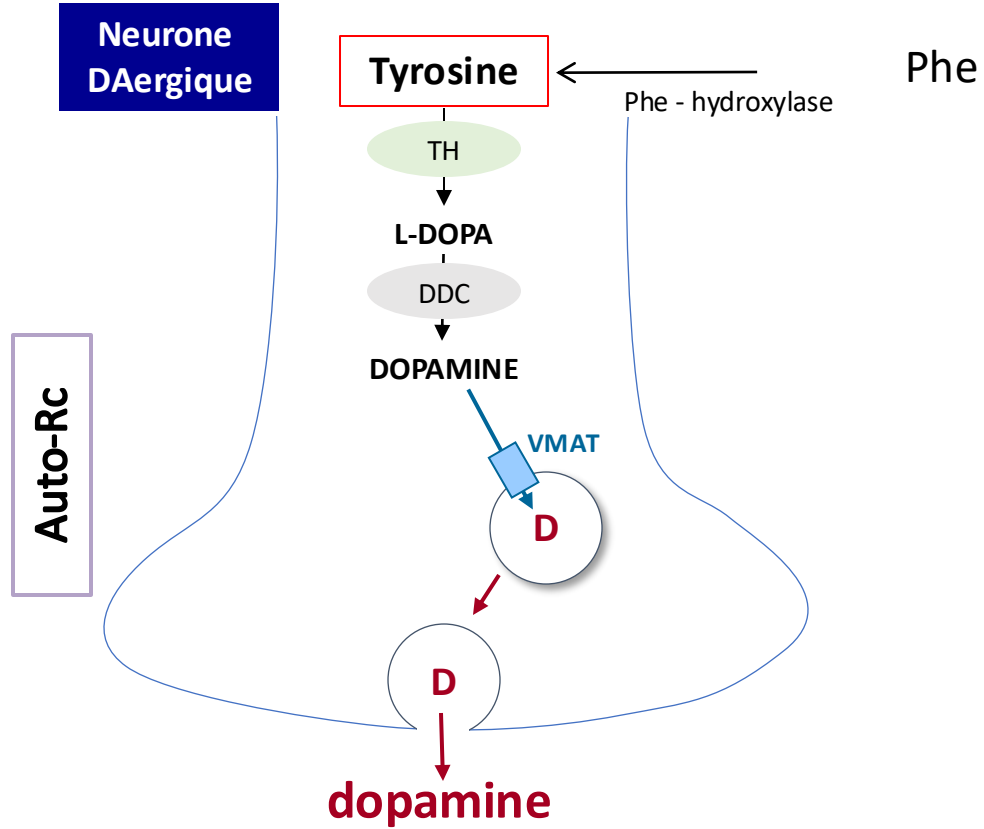 Neurone
DAergique
Tyrosine
Phe
Phe - hydroxylase
TH
L-DOPA
DDC
DOPAMINE
VMAT
Auto-Rc
D
D
dopamine